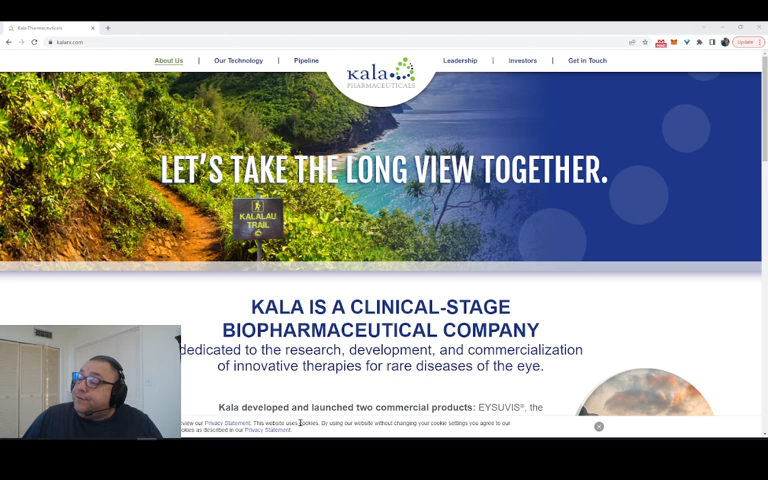 Kala Pharmaceuticals
kalarx.com
Update
About Us | Our Technology | Pipeline
Kala
PHARMACEUTICALS
Leadership | Investors | Get in Touch
LET'S TAKE THE LONG VIEW TOGETHER.
KALALAU
TRAIL
KALA IS A CLINICAL-STAGE
BIOPHARMACEUTICAL COMPANY
dedicated to the research, development, and commercialization
of innovative therapies for rare diseases of the eye.
Kala developed and launched two commercial products: EYSUVIS®, the
view our Privacy Statement. This website uses cookies. By using our website without changing your cookie settings you agree to our
cookies as described in our Privacy Statement.